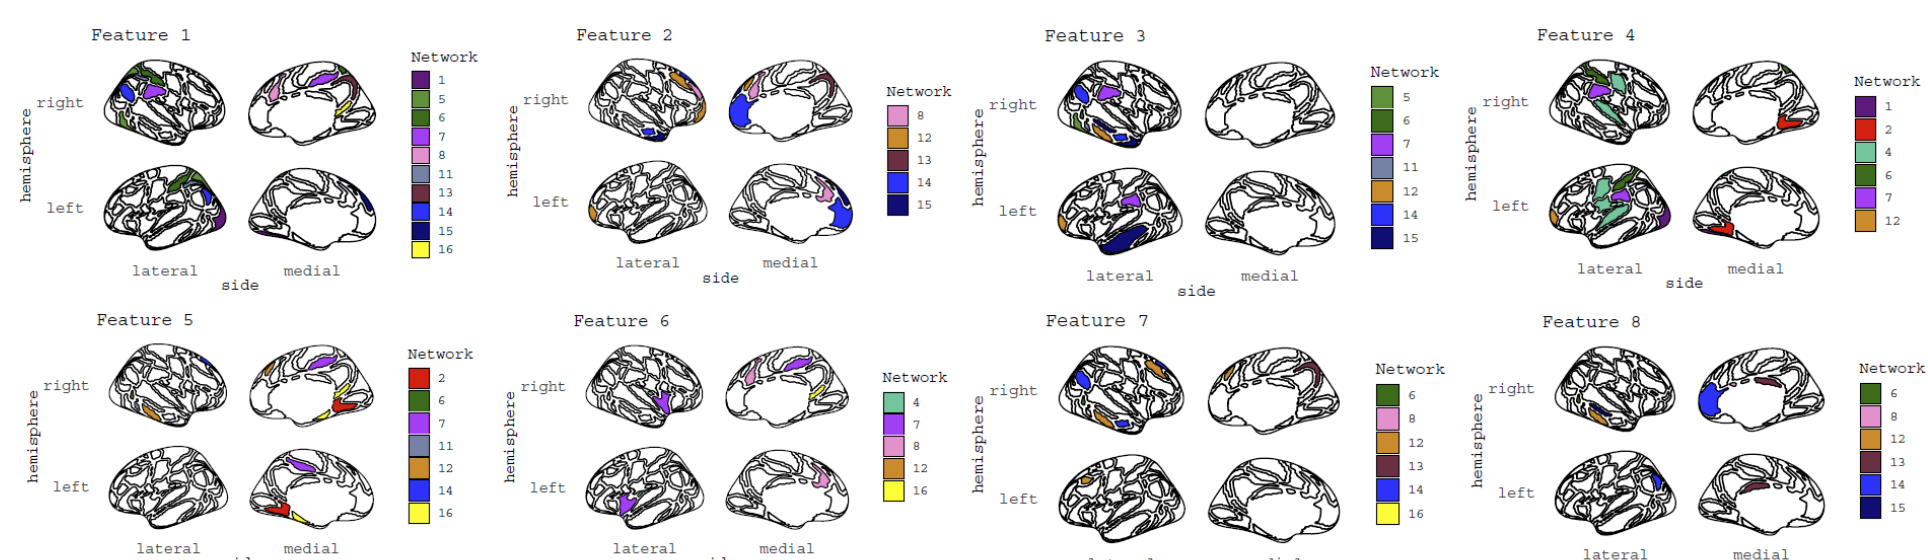 Feature 1
Network
1
5
6
7
8
11
13
14
15
16
hemisphere
right
left
lateral
medial
side
Feature 2
Network
8
12
13
14
15
hemisphere
right
left
lateral
medial
side
Feature 3
Network
5
6
7
11
12
14
15
hemisphere
right
left
lateral
medial
side
Feature 4
Network
1
2
4
6
7
12
hemisphere
right
left
lateral
medial
side
Feature 5
Network
2
6
7
11
12
14
16
hemisphere
right
left
lateral
medial
Feature 6
Network
4
7
8
12
16
hemisphere
right
left
lateral
medial
Feature 7
Network
6
8
12
13
14
16
hemisphere
right
left
Feature 8
Network
6
8
12
13
14
15
hemisphere
right
left
lateral
medial